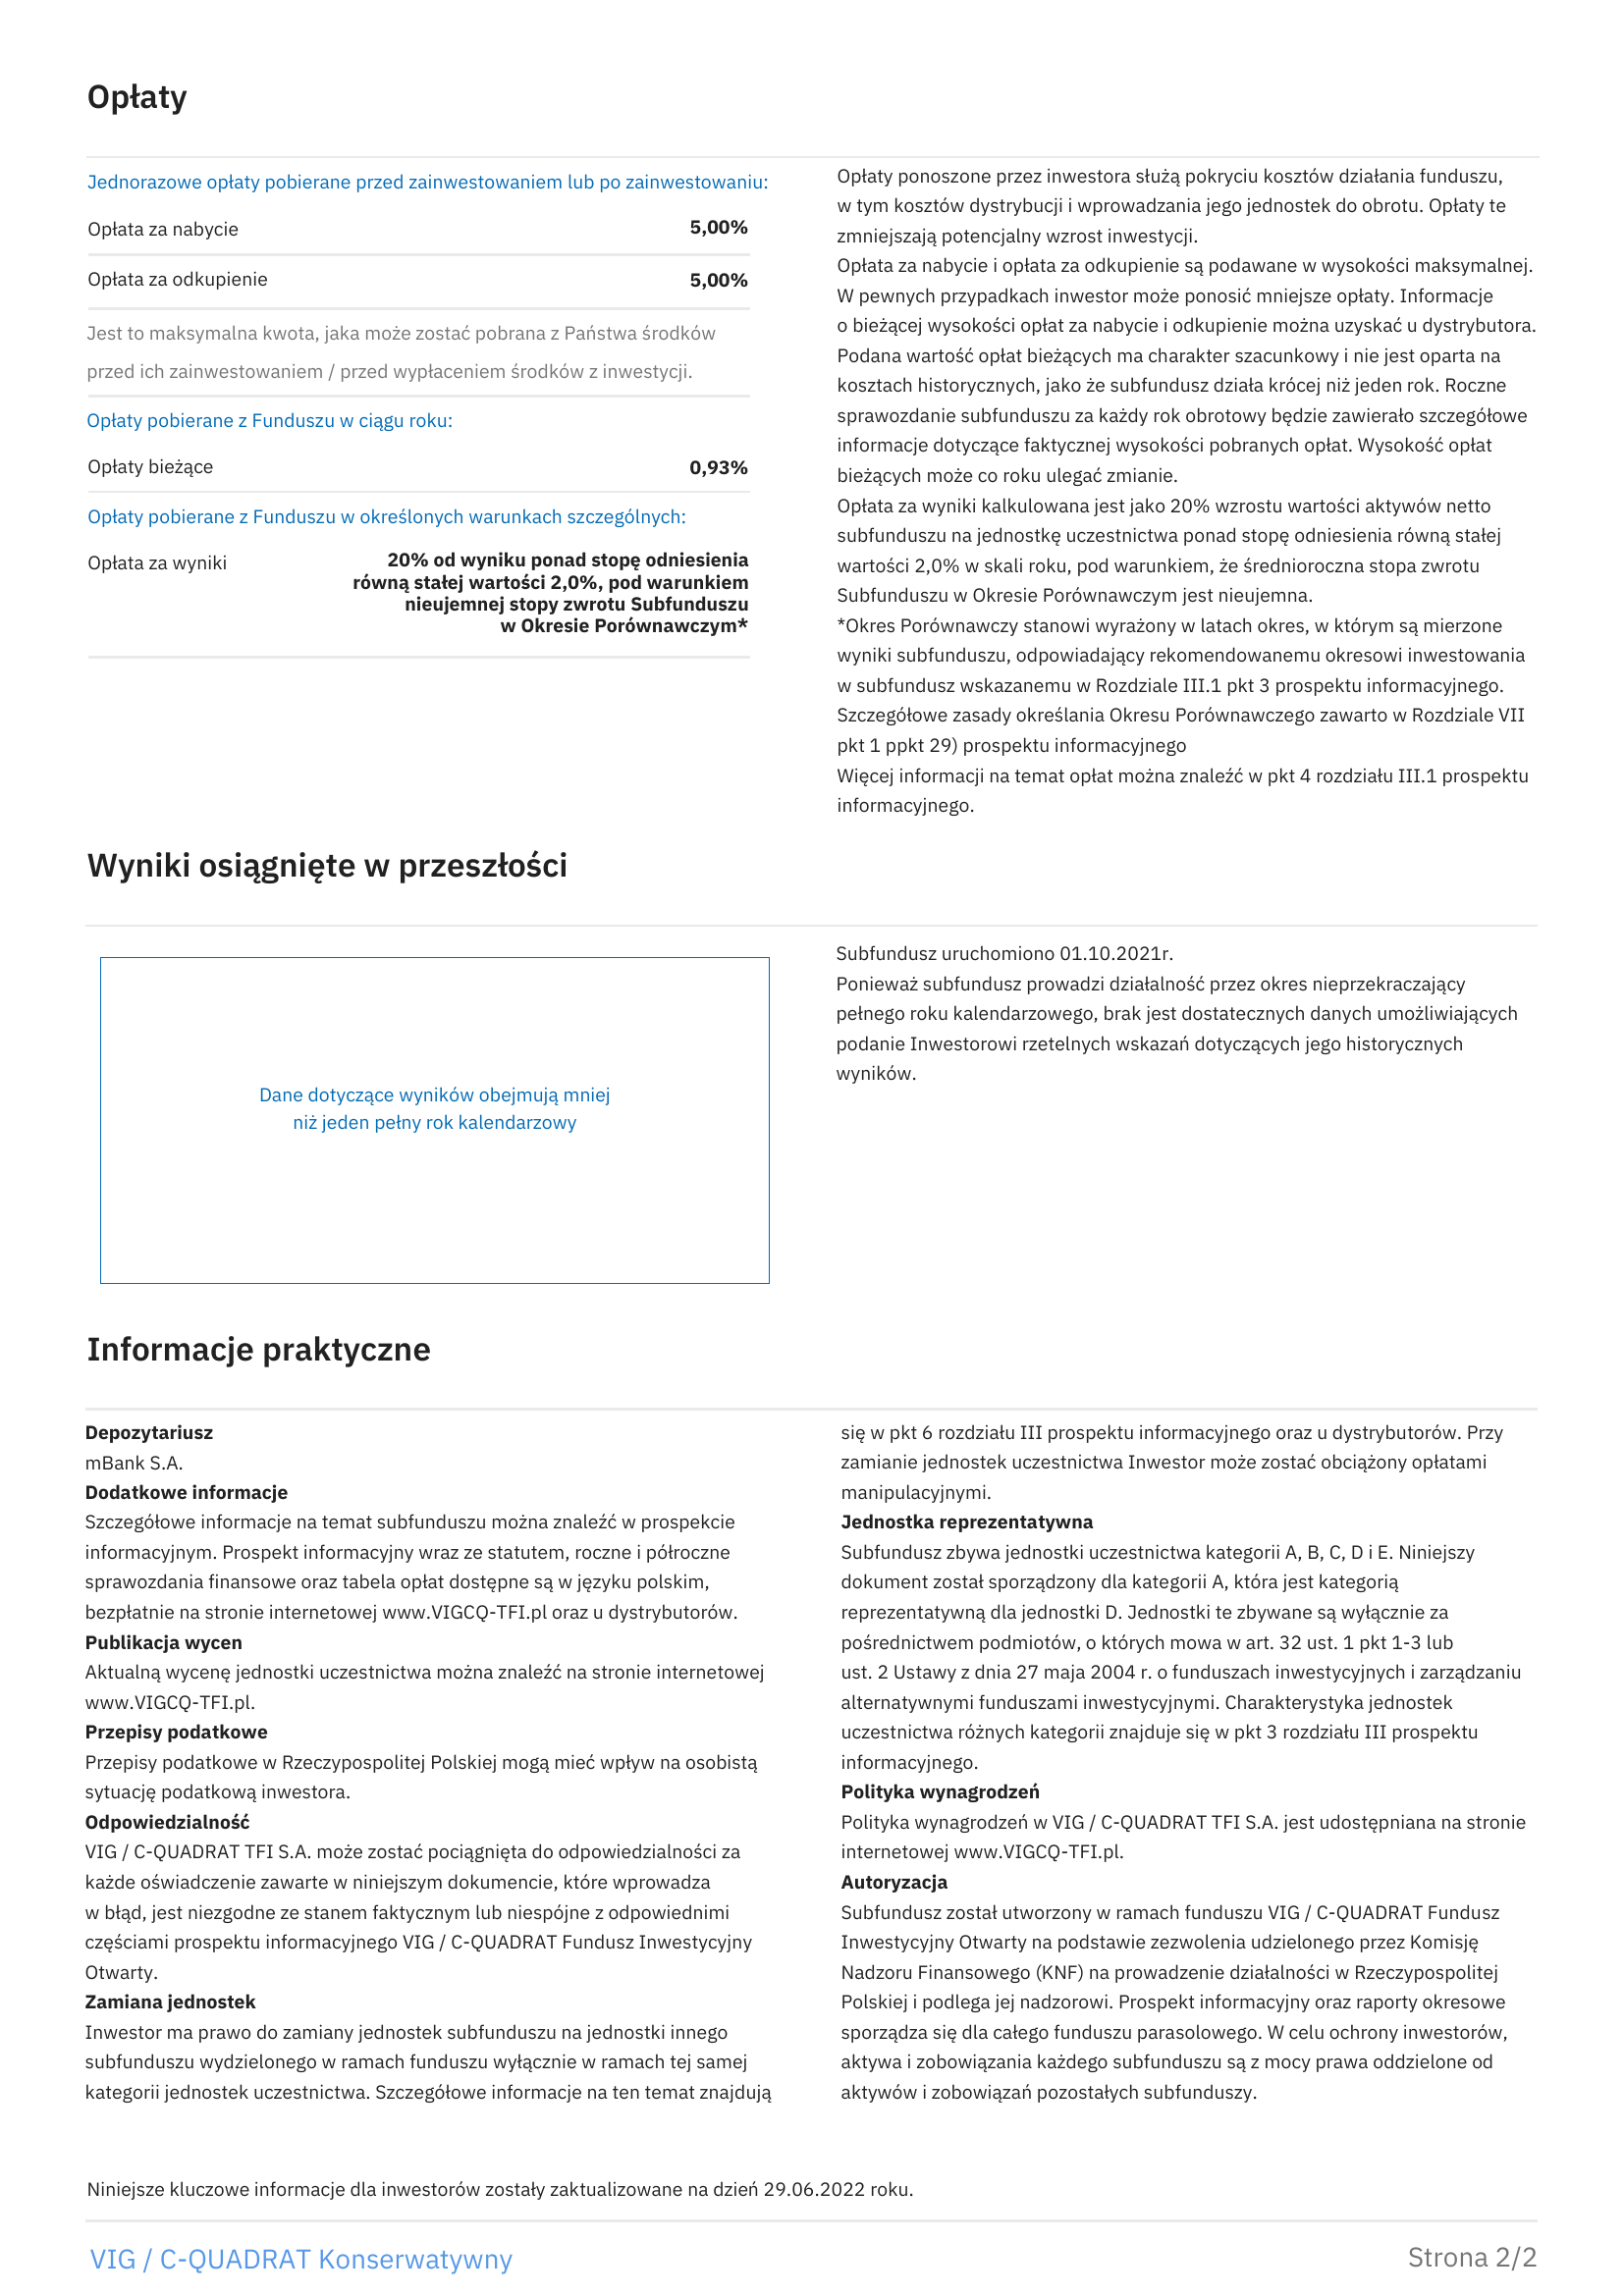 Opłaty
Jednorazowe opłaty pobierane przed zainwestowaniem lub po zainwestowaniu:
Opłata za nabycie 5,00%
Opłata za odkupienie 5,00%
Jest to maksymalna kwota, jaka może zostać pobrana z Państwa środków
przed ich zainwestowaniem / przed wypłaceniem środków z inwestycji.
Opłaty pobierane z Funduszu w ciągu roku:
Opłaty bieżące 0,93%
Opłaty pobierane z Funduszu w określonych warunkach szczególnych:
Opłata za wyniki 20% od wyniku ponad stopę odniesienia
równą stałej wartości 2,0%, pod warunkiem
nieujemnej stopy zwrotu Subfunduszu
w Okresie Porównawczym*
Opłaty ponoszone przez inwestora służą pokryciu kosztów działania funduszu,
w tym kosztów dystrybucji i wprowadzania jego jednostek do obrotu. Opłaty te
zmniejszają potencjalny wzrost inwestycji.
Opłata za nabycie i opłata za odkupienie są podawane w wysokości maksymalnej.
W pewnych przypadkach inwestor może ponosić mniejsze opłaty. Informacje
o bieżącej wysokości opłat za nabycie i odkupienie można uzyskać u dystrybutora.
Podana wartość opłat bieżących ma charakter szacunkowy i nie jest oparta na
kosztach historycznych, jako że subfundusz działa krócej niż jeden rok. Roczne
sprawozdanie subfunduszu za każdy rok obrotowy będzie zawierało szczegółowe
informacje dotyczące faktycznej wysokości pobranych opłat. Wysokość opłat
bieżących może co roku ulegać zmianie.
Opłata za wyniki kalkulowana jest jako 20% wzrostu wartości aktywów netto
subfunduszu na jednostkę uczestnictwa ponad stopę odniesienia równą stałej
wartości 2,0% w skali roku, pod warunkiem, że średnioroczna stopa zwrotu
Subfunduszu w Okresie Porównawczym jest nieujemna.
*Okres Porównawczy stanowi wyrażony w latach okres, w którym są mierzone
wyniki subfunduszu, odpowiadający rekomendowanemu okresowi inwestowania
w subfundusz wskazanemu w Rozdziale III.1 pkt 3 prospektu informacyjnego.
Szczegółowe zasady określania Okresu Porównawczego zawarto w Rozdziale VII
pkt 1 ppkt 29) prospektu informacyjnego
Więcej informacji na temat opłat można znaleźć w pkt 4 rozdziału III.1 prospektu
informacyjnego.
Wyniki osiągnięte w przeszłości
Dane dotyczące wyników obejmują mniej
niż jeden pełny rok kalendarzowy
Subfundusz uruchomiono 01.10.2021r.
Ponieważ subfundusz prowadzi działalność przez okres nieprzekraczający
pełnego roku kalendarzowego, brak jest dostatecznych danych umożliwiających
podanie Inwestorowi rzetelnych wskazań dotyczących jego historycznych
wyników.
Informacje praktyczne
Depozytariusz
mBank S.A.
Dodatkowe informacje
Szczegółowe informacje na temat subfunduszu można znaleźć w prospekcie
informacyjnym. Prospekt informacyjny wraz ze statutem, roczne i półroczne
sprawozdania finansowe oraz tabela opłat dostępne są w języku polskim,
bezpłatnie na stronie internetowej www.VIGCQ-TFI.pl oraz u dystrybutorów.
Publikacja wycen
Aktualną wycenę jednostki uczestnictwa można znaleźć na stronie internetowej
www.VIGCQ-TFI.pl.
Przepisy podatkowe
Przepisy podatkowe w Rzeczypospolitej Polskiej mogą mieć wpływ na osobistą
sytuację podatkową inwestora.
Odpowiedzialność
VIG / C-QUADRAT TFI S.A. może zostać pociągnięta do odpowiedzialności za
każde oświadczenie zawarte w niniejszym dokumencie, które wprowadza
w błąd, jest niezgodne ze stanem faktycznym lub niespójne z odpowiednimi
częściami prospektu informacyjnego VIG / C-QUADRAT Fundusz Inwestycyjny
Otwarty.
Zamiana jednostek
Inwestor ma prawo do zamiany jednostek subfunduszu na jednostki innego
subfunduszu wydzielonego w ramach funduszu wyłącznie w ramach tej samej
kategorii jednostek uczestnictwa. Szczegółowe informacje na ten temat znajdują
się w pkt 6 rozdziału III prospektu informacyjnego oraz u dystrybutorów. Przy
zamianie jednostek uczestnictwa Inwestor może zostać obciążony opłatami
manipulacyjnymi.
Jednostka reprezentatywna
Subfundusz zbywa jednostki uczestnictwa kategorii A, B, C, D i E. Niniejszy
dokument został sporządzony dla kategorii A, która jest kategorią
reprezentatywną dla jednostki D. Jednostki te zbywane są wyłącznie za
pośrednictwem podmiotów, o których mowa w art. 32 ust. 1 pkt 1-3 lub
ust. 2 Ustawy z dnia 27 maja 2004 r. o funduszach inwestycyjnych i zarządzaniu
alternatywnymi funduszami inwestycyjnymi. Charakterystyka jednostek
uczestnictwa różnych kategorii znajduje się w pkt 3 rozdziału III prospektu
informacyjnego.
Polityka wynagrodzeń
Polityka wynagrodzeń w VIG / C-QUADRAT TFI S.A. jest udostępniana na stronie
internetowej www.VIGCQ-TFI.pl.
Autoryzacja
Subfundusz został utworzony w ramach funduszu VIG / C-QUADRAT Fundusz
Inwestycyjny Otwarty na podstawie zezwolenia udzielonego przez Komisję
Nadzoru Finansowego (KNF) na prowadzenie działalności w Rzeczypospolitej
Polskiej i podlega jej nadzorowi. Prospekt informacyjny oraz raporty okresowe
sporządza się dla całego funduszu parasolowego. W celu ochrony inwestorów,
aktywa i zobowiązania każdego subfunduszu są z mocy prawa oddzielone od
aktywów i zobowiązań pozostałych subfunduszy.
Niniejsze kluczowe informacje dla inwestorów zostały zaktualizowane na dzień 29.06.2022 roku.
VIG / C-QUADRAT Konserwatywny Strona 2/2